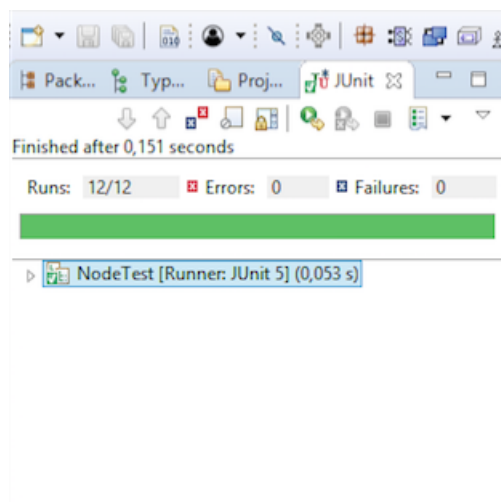 Pack... Typ... Proj... JUnit
Finished after 0,151 seconds
Runs: 12/12 Errors: 0 Failures: 0
NodeTest [Runner: JUnit 5] (0,053 s)